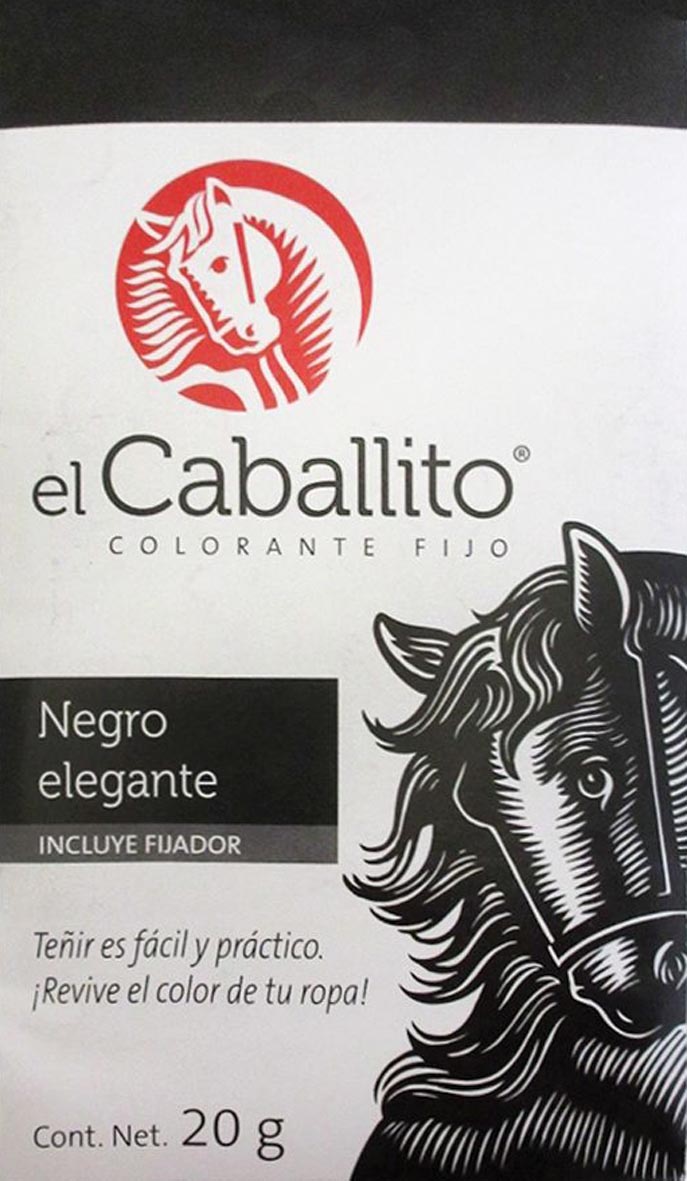 el Caballito®
COLORANTE FIJO
Negro
elegante
INCLUYE FIJADOR
Teñir es fácil y práctico.
¡Revive el color de tu ropa!
Cont. Net. 20 g